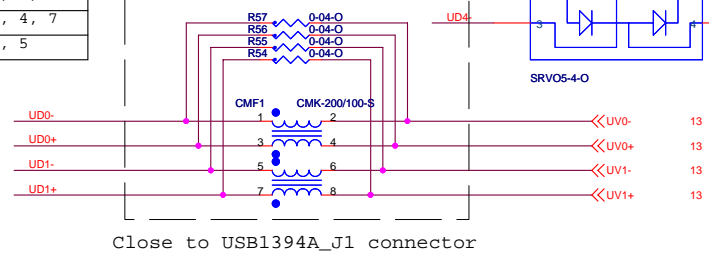 , 4, 7
, 5
R57 0-04-O
R56 0-04-O
R55 0-04-O
R54 0-04-O
UD4-
3 4
SRV05-4-O
CMF1 CMK-200/100-S
UD0- 1 2 UV0- 13
UD0+ 3 4 UV0+ 13
UD1- 5 6 UV1- 13
UD1+ 7 8 UV1+ 13
Close to USB1394A_J1 connector